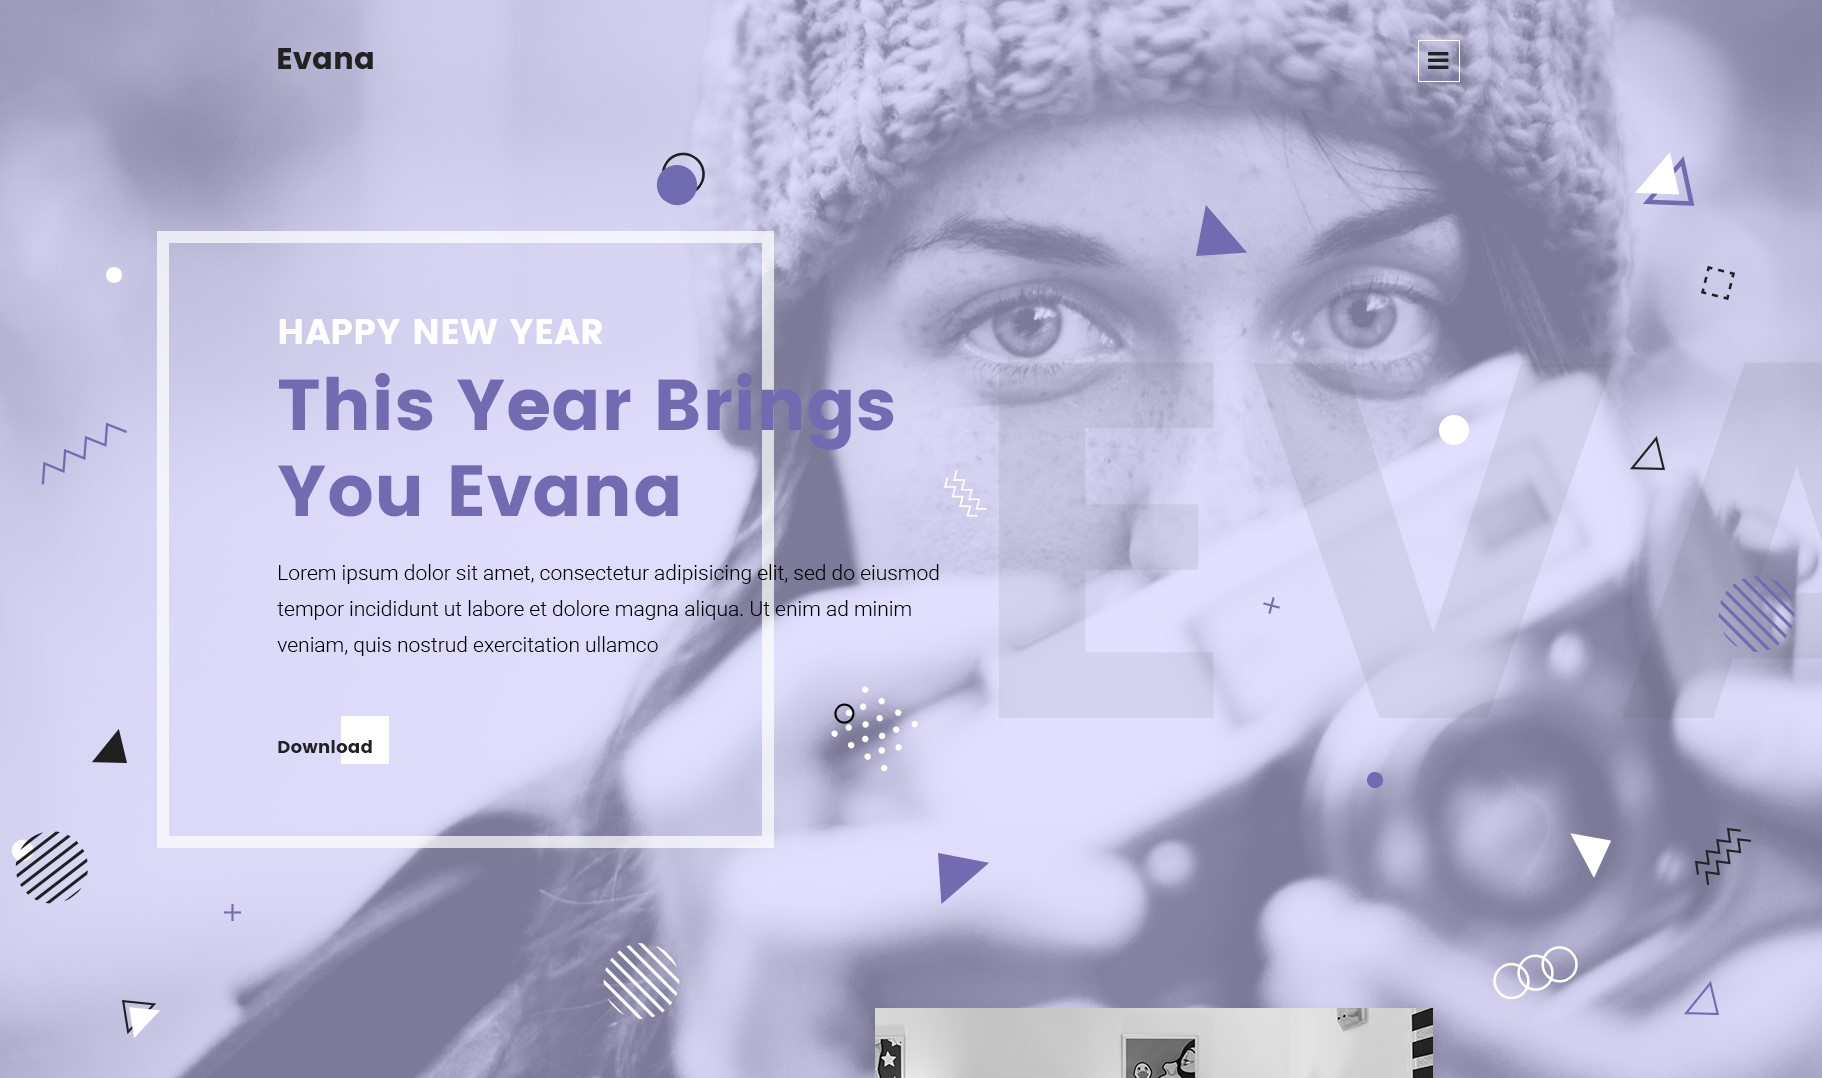 Evana
HAPPY NEW YEAR
This Year Brings
You Evana
Lorem ipsum dolor sit amet, consectetur adipisicing elit, sed do eiusmod
tempor incididunt ut labore et dolore magna aliqua. Ut enim ad minim
veniam, quis nostrud exercitation ullamco
Download
EVA